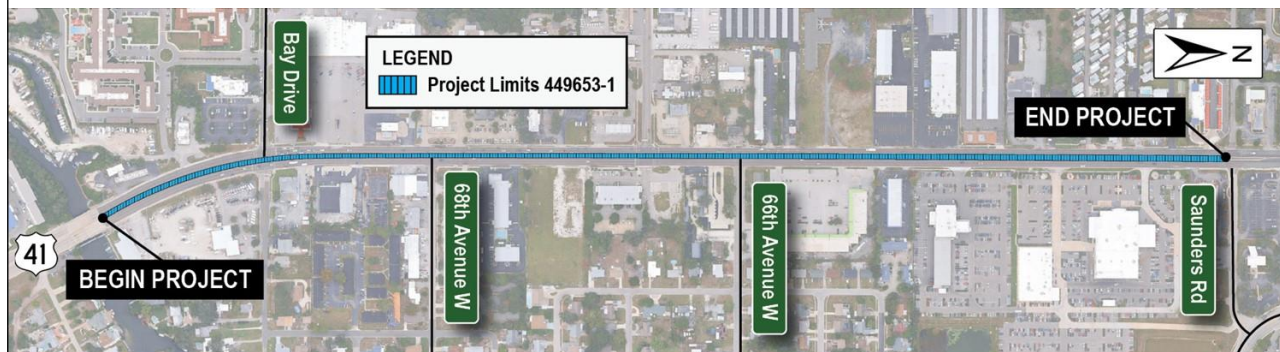 Bay Drive
LEGEND
Project Limits 449653-1
N
END PROJECT
68th Avenue W
66th Avenue W
Saunders Rd
41
BEGIN PROJECT